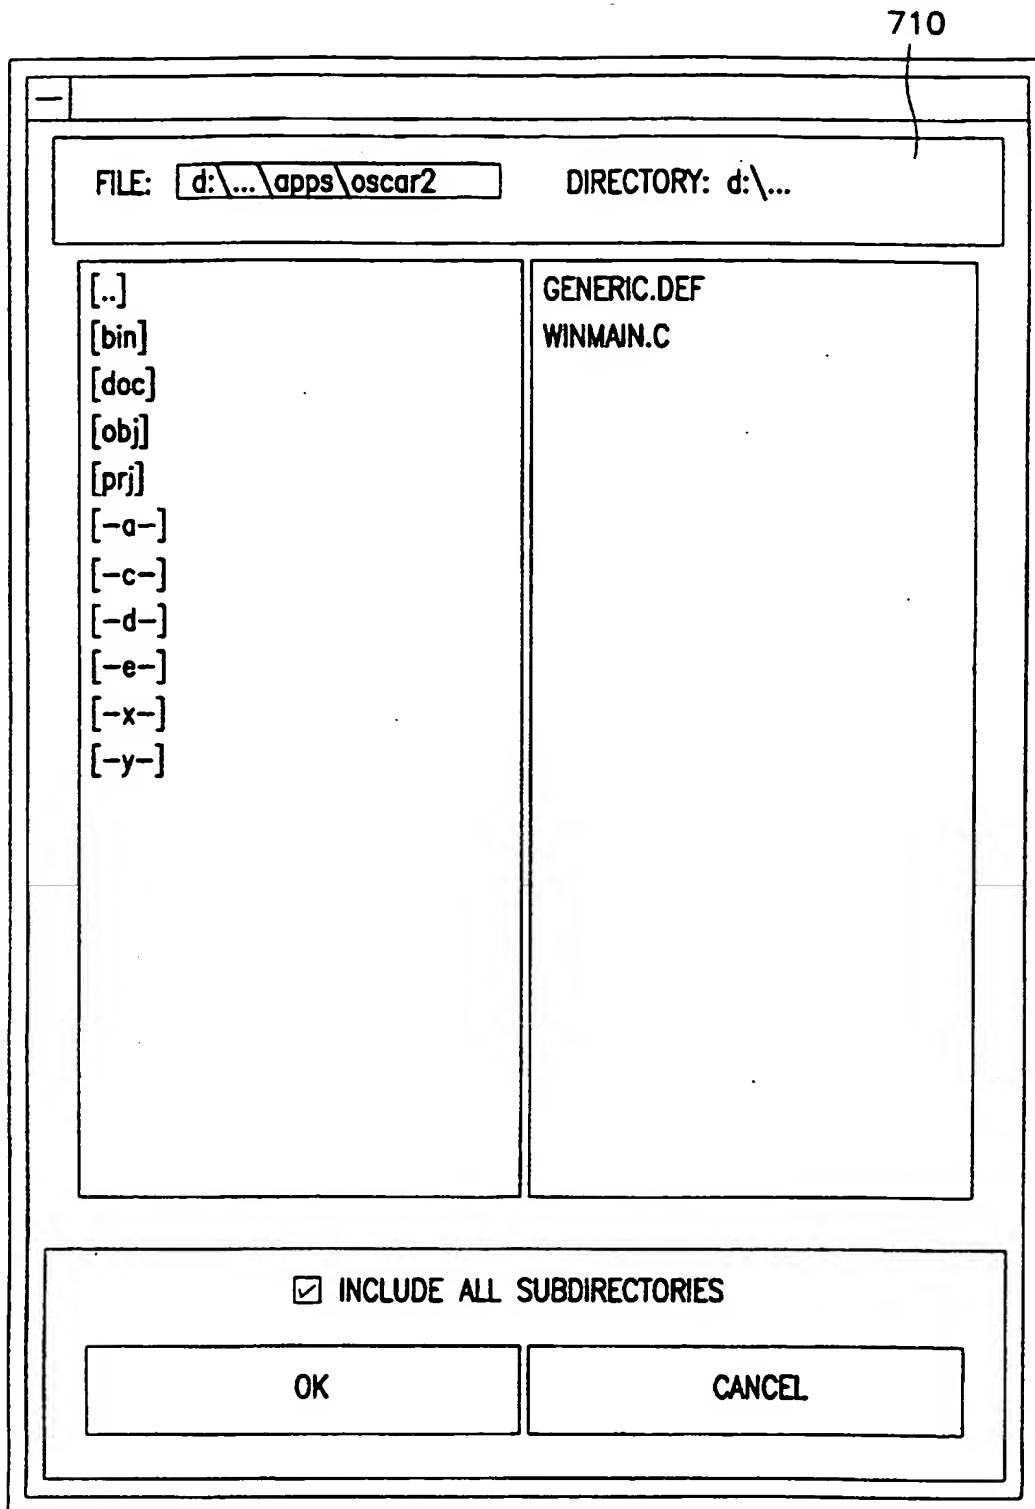 710
FILE: d:\...\apps\oscar2 DIRECTORY: d:\...
[..]
[bin]
[doc]
[obj]
[prj]
[-a-]
[-c-]
[-d-]
[-e-]
[-x-]
[-y-]
GENERIC.DEF
WINMAIN.C
INCLUDE ALL SUBDIRECTORIES
OK CANCEL